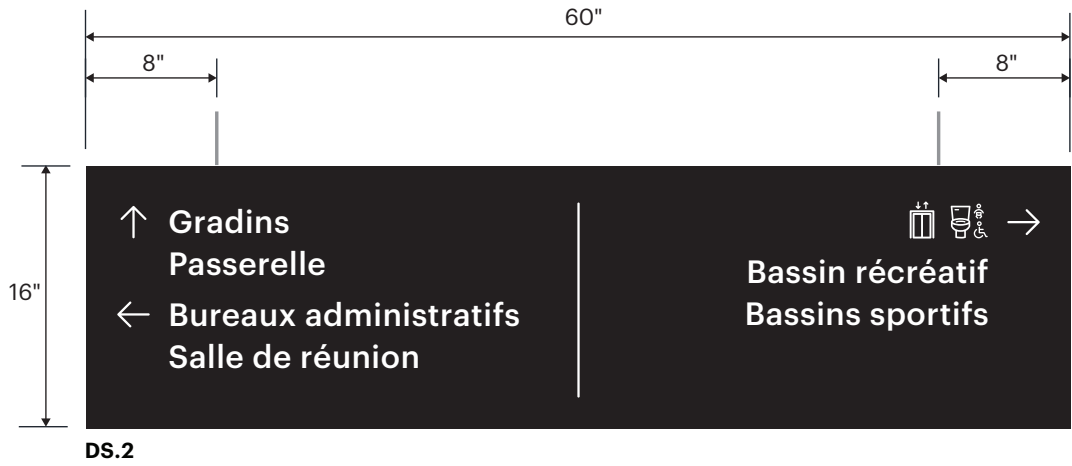 60"
8"
8"
16"
Gradins
Passerelle
Bureaux administratifs
Salle de réunion
Bassin récréatif
Bassins sportifs
DS.2